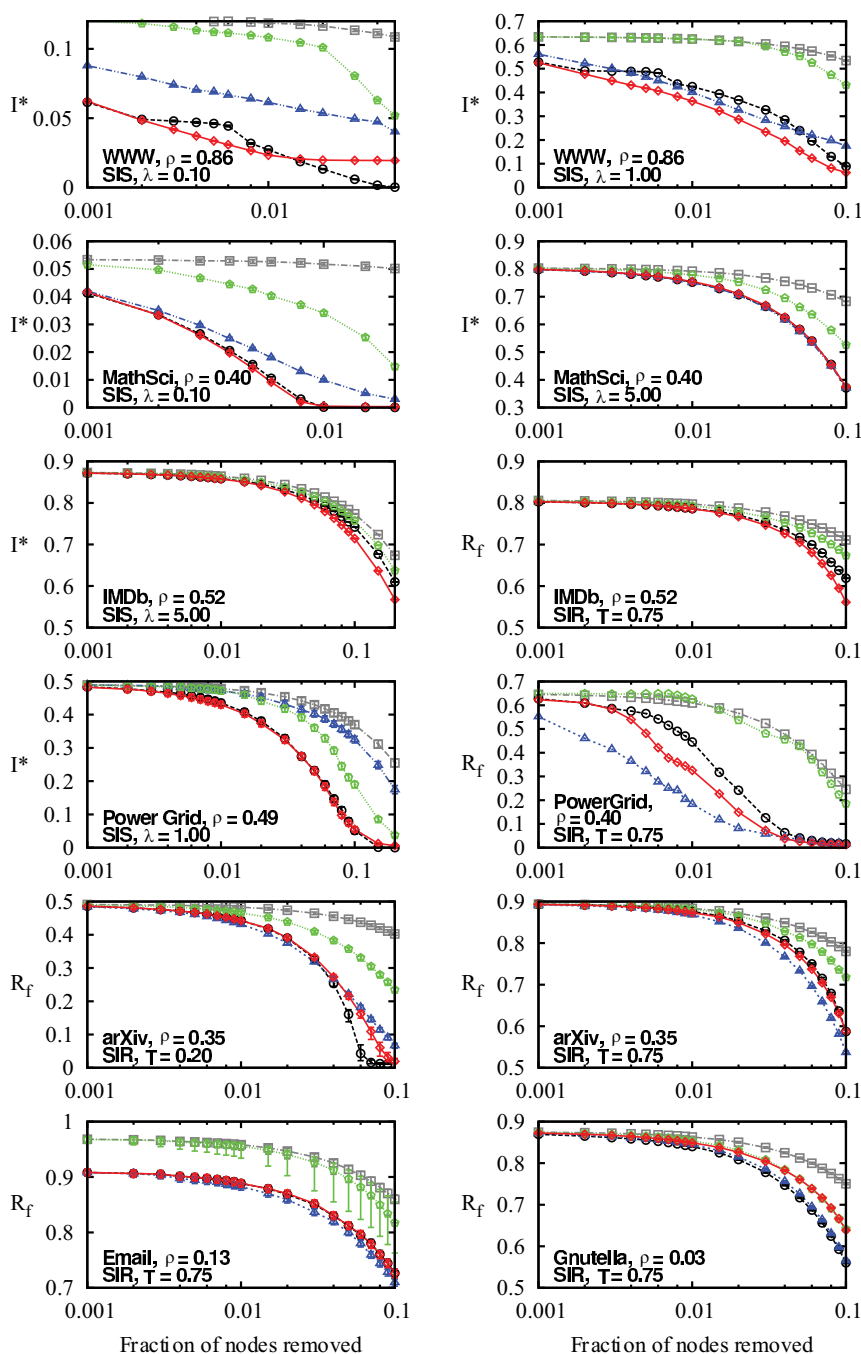 0.1
0.05
0
I*
WWW, ρ = 0.86
SIS, λ = 0.10
0.001
0.01
0.7
0.6
0.5
0.4
0.3
0.2
0.1
0
I*
WWW, ρ = 0.86
SIS, λ = 1.00
0.001
0.01
0.1
0.06
0.05
0.04
0.03
0.02
0.01
0
I*
MathSci, ρ = 0.40
SIS, λ = 0.10
0.001
0.01
0.9
0.8
0.7
0.6
0.5
0.4
0.3
I*
MathSci, ρ = 0.40
SIS, λ = 5.00
0.001
0.01
0.1
0.9
0.8
0.7
0.6
0.5
I*
IMDb, ρ = 0.52
SIS, λ = 5.00
0.001
0.01
0.1
0.9
0.8
0.7
0.6
0.5
R_f
IMDb, ρ = 0.52
SIR, T = 0.75
0.001
0.01
0.1
0.5
0.4
0.3
0.2
0.1
0
I*
Power Grid, ρ = 0.49
SIS, λ = 1.00
0.001
0.01
0.1
0.7
0.6
0.5
0.4
0.3
0.2
0.1
0
R_f
PowerGrid,
ρ = 0.40
SIR, T = 0.75
0.001
0.01
0.1
0.5
0.4
0.3
0.2
0.1
0
R_f
arXiv, ρ = 0.35
SIR, T = 0.20
0.001
0.01
0.1
0.9
0.8
0.7
0.6
0.5
R_f
arXiv, ρ = 0.35
SIR, T = 0.75
0.001
0.01
0.1
1
0.9
0.8
0.7
R_f
Email, ρ = 0.13
SIR, T = 0.75
0.001
0.01
0.1
Fraction of nodes removed
0.9
0.8
0.7
0.6
0.5
R_f
Gnutella, ρ = 0.03
SIR, T = 0.75
0.001
0.01
0.1
Fraction of nodes removed